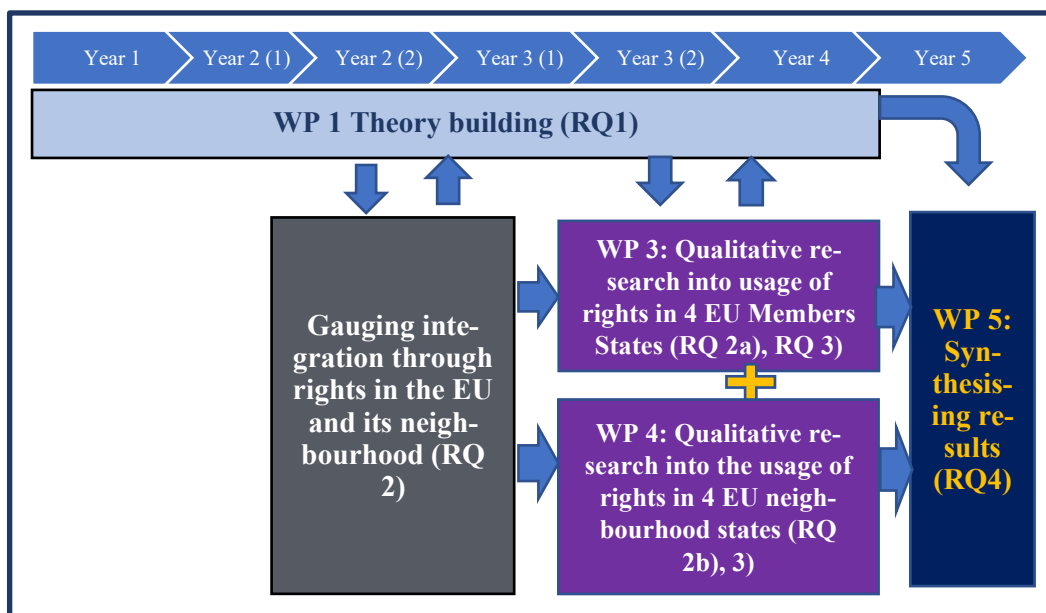 Year 1
Year 2 (1)
Year 2 (2)
Year 3 (1)
Year 3 (2)
Year 4
Year 5
WP 1 Theory building (RQ1)
Gauging inte-
gration through
rights in the EU
and its neigh-
bourhood (RQ
2)
WP 3: Qualitative re-
search into usage of
rights in 4 EU Members
States (RQ 2a), RQ 3)
WP 4: Qualitative re-
search into the usage of
rights in 4 EU neigh-
bourhood states (RQ
2b), 3)
WP 5:
Syn-
thesis-
ing re-
sults
(RQ4)